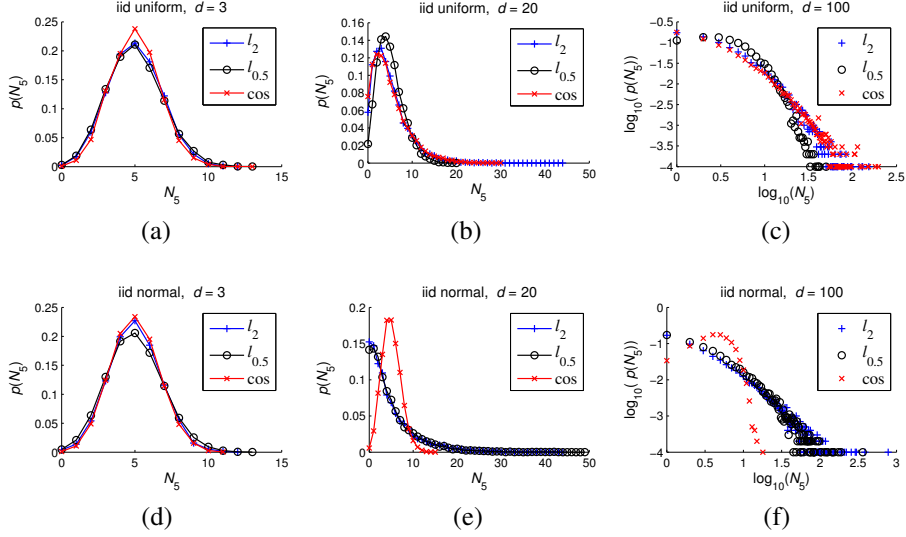 iid uniform, d = 3
p(N5)
0.25
0.2
0.15
0.1
0.05
0
0 5 10 15
N5
l2
l0.5
cos
(a)
iid uniform, d = 20
p(N5)
0.16
0.14
0.12
0.1
0.08
0.06
0.04
0.02
0
0 10 20 30 40 50
N5
l2
l0.5
cos
(b)
iid uniform, d = 100
log10( p(N5))
−0.5
−1
−1.5
−2
−2.5
−3
−3.5
−4
0 0.5 1 1.5 2 2.5
log10(N5)
l2
l0.5
cos
(c)
iid normal, d = 3
p(N5)
0.25
0.2
0.15
0.1
0.05
0
0 5 10 15
N5
l2
l0.5
cos
(d)
iid normal, d = 20
p(N5)
0.2
0.15
0.1
0.05
0
0 10 20 30 40 50
N5
l2
l0.5
cos
(e)
iid normal, d = 100
log10( p(N5))
0
−1
−2
−3
−4
0 0.5 1 1.5 2 2.5 3
log10(N5)
l2
l0.5
cos
(f)